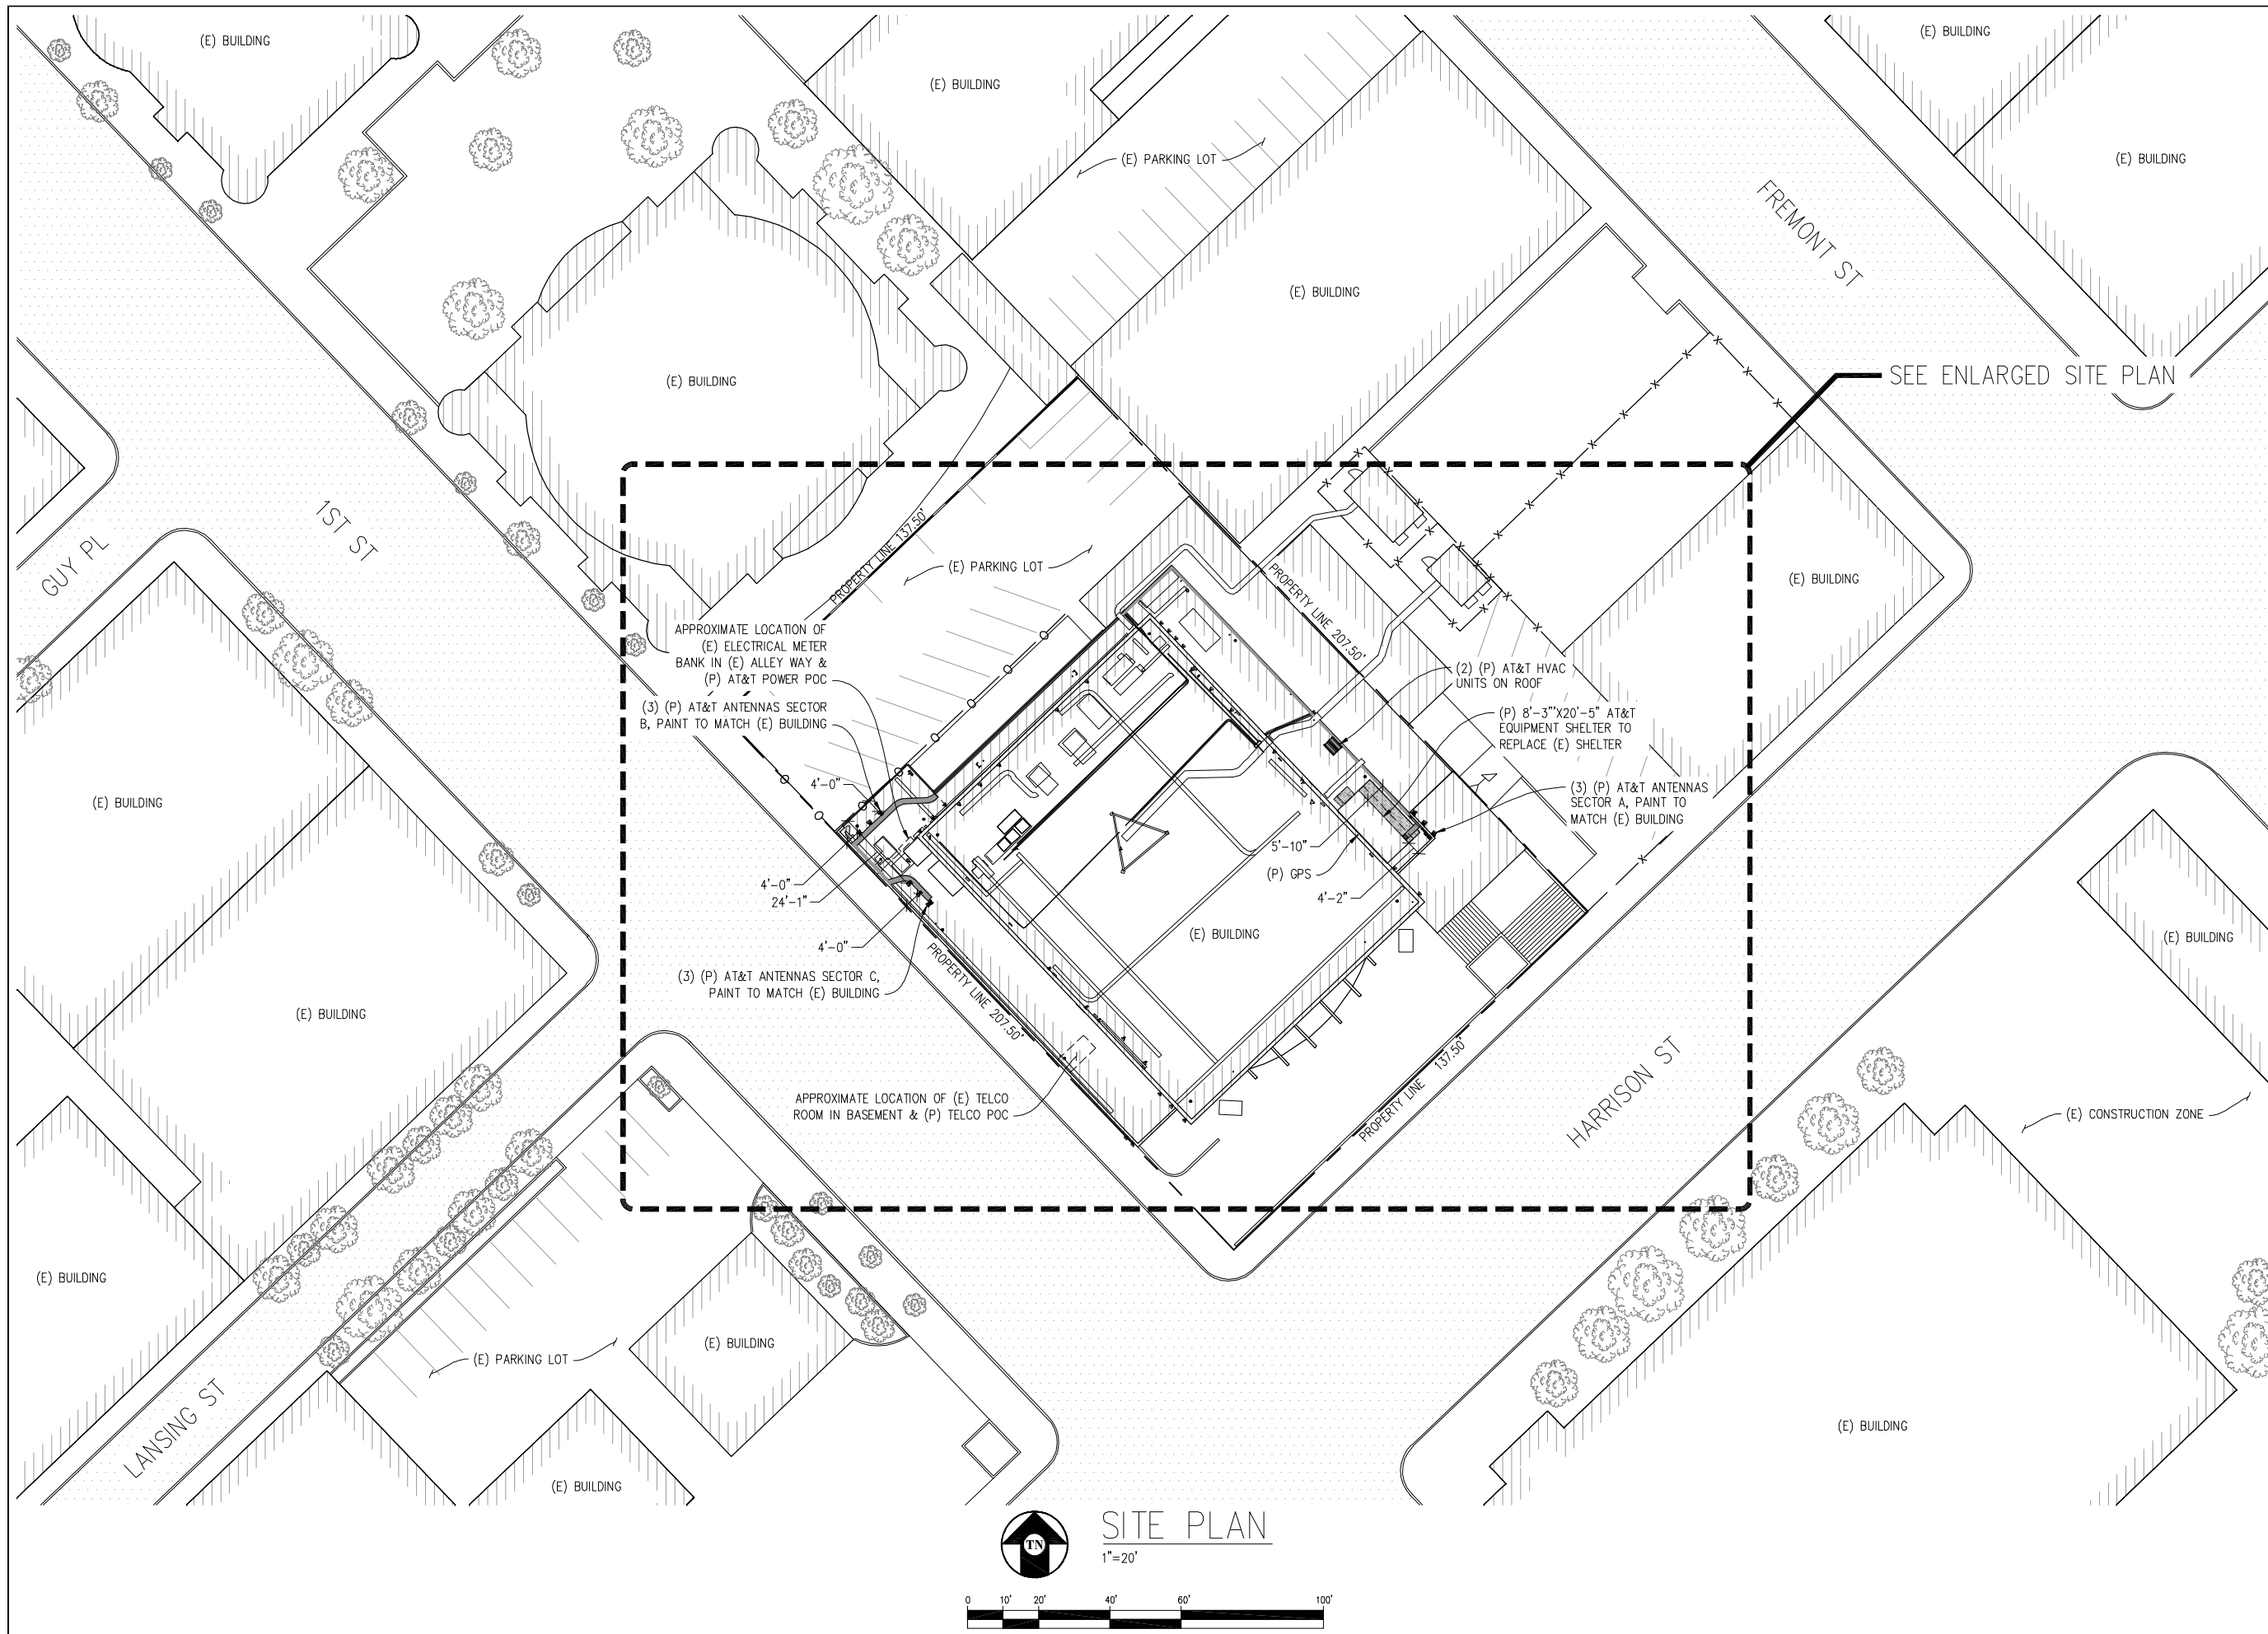 (E) BUILDING
(E) BUILDING
(E) BUILDING
(E) BUILDING
(E) PARKING LOT
FREMONT ST
(E) BUILDING
(E) BUILDING
SEE ENLARGED SITE PLAN
1ST ST
GUY PL
PROPERTY LINE 137.50'
(E) PARKING LOT
PROPERTY LINE 207.50'
(E) BUILDING
APPROXIMATE LOCATION OF
(E) ELECTRICAL METER
BANK IN (E) ALLEY WAY &
(P) AT&T POWER POC
(3) (P) AT&T ANTENNAS SECTOR
B, PAINT TO MATCH (E) BUILDING
(2) (P) AT&T HVAC
UNITS ON ROOF
(P) 8'-3"'X20'-5" AT&T
EQUIPMENT SHELTER TO
REPLACE (E) SHELTER
(3) (P) AT&T ANTENNAS
SECTOR A, PAINT TO
MATCH (E) BUILDING
4'-0"
(E) BUILDING
5'-10"
(P) GPS
4'-2"
4'-0"
24'-1"
4'-0"
(E) BUILDING
(E) BUILDING
(3) (P) AT&T ANTENNAS SECTOR C,
PAINT TO MATCH (E) BUILDING
PROPERTY LINE 207.50'
(E) BUILDING
PROPERTY LINE 137.50'
HARRISON ST
APPROXIMATE LOCATION OF (E) TELCO
ROOM IN BASEMENT & (P) TELCO POC
(E) CONSTRUCTION ZONE
(E) BUILDING
(E) BUILDING
(E) PARKING LOT
LANSING ST
(E) BUILDING
(E) BUILDING
TN
SITE PLAN
1"=20'
0 10' 20' 40' 60' 100'